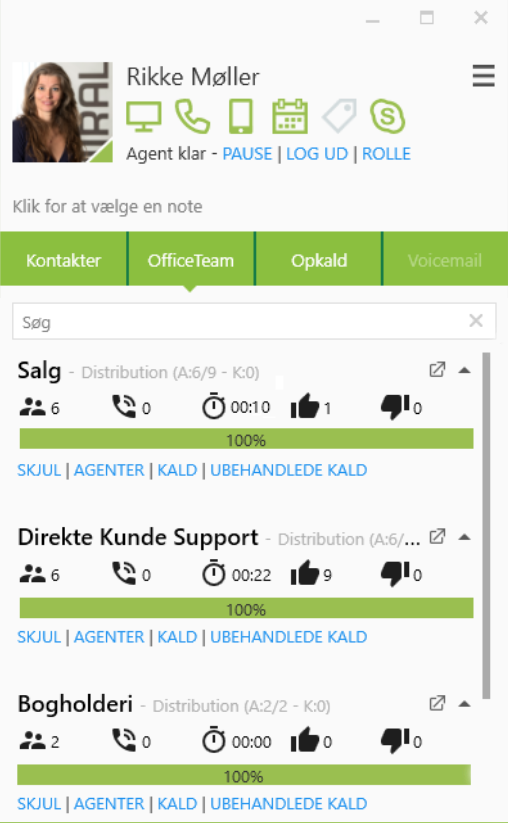 Rikke Møller
Agent klar - PAUSE | LOG UD | ROLLE
Klik for at vælge en note
Kontakter OfficeTeam Opkald Voicemail
Søg
Salg - Distribution (A:6/9 - K:0)
6 0 00:10 1 0
100%
SKJUL | AGENTER | KALD | UBEHANDLEDE KALD
Direkte Kunde Support - Distribution (A:6/...
6 0 00:22 9 0
100%
SKJUL | AGENTER | KALD | UBEHANDLEDE KALD
Bogholderi - Distribution (A:2/2 - K:0)
2 0 00:00 0 0
100%
SKJUL | AGENTER | KALD | UBEHANDLEDE KALD